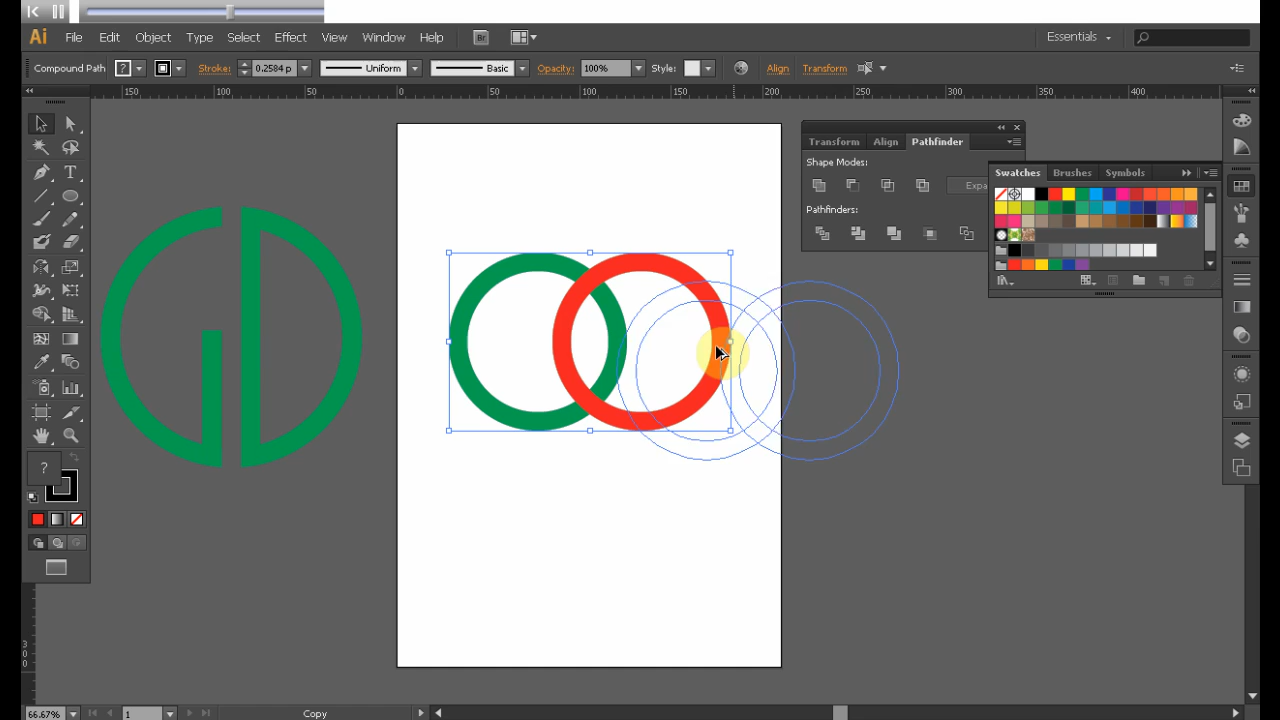 Ai File Edit Object Type Select Effect View Window Help Br Essentials
Compound Path ? Stroke: 0.2584 p Uniform Basic Opacity: 100% Style: Align Transform
150 100 50 0 50 100 150 200 250 300 350 400
Transform Align Pathfinder
Shape Modes:
Expa
Pathfinders:
Swatches Brushes Symbols
T
?
300
66.67% 1 Copy